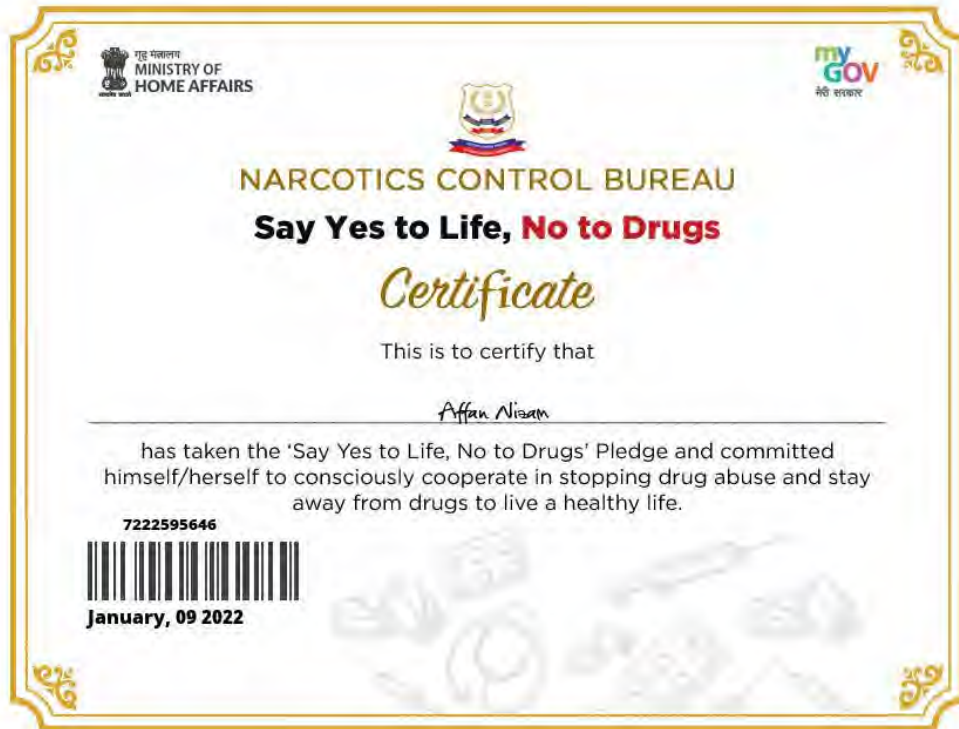 गृह मंत्रालय
MINISTRY OF
HOME AFFAIRS
my
GOV
मेरी सरकार
NARCOTICS CONTROL BUREAU
Say Yes to Life, No to Drugs
Certificate
This is to certify that
Affan Nizam
has taken the ‘Say Yes to Life, No to Drugs’ Pledge and committed
himself/herself to consciously cooperate in stopping drug abuse and stay
away from drugs to live a healthy life.
7222595646
January, 09 2022